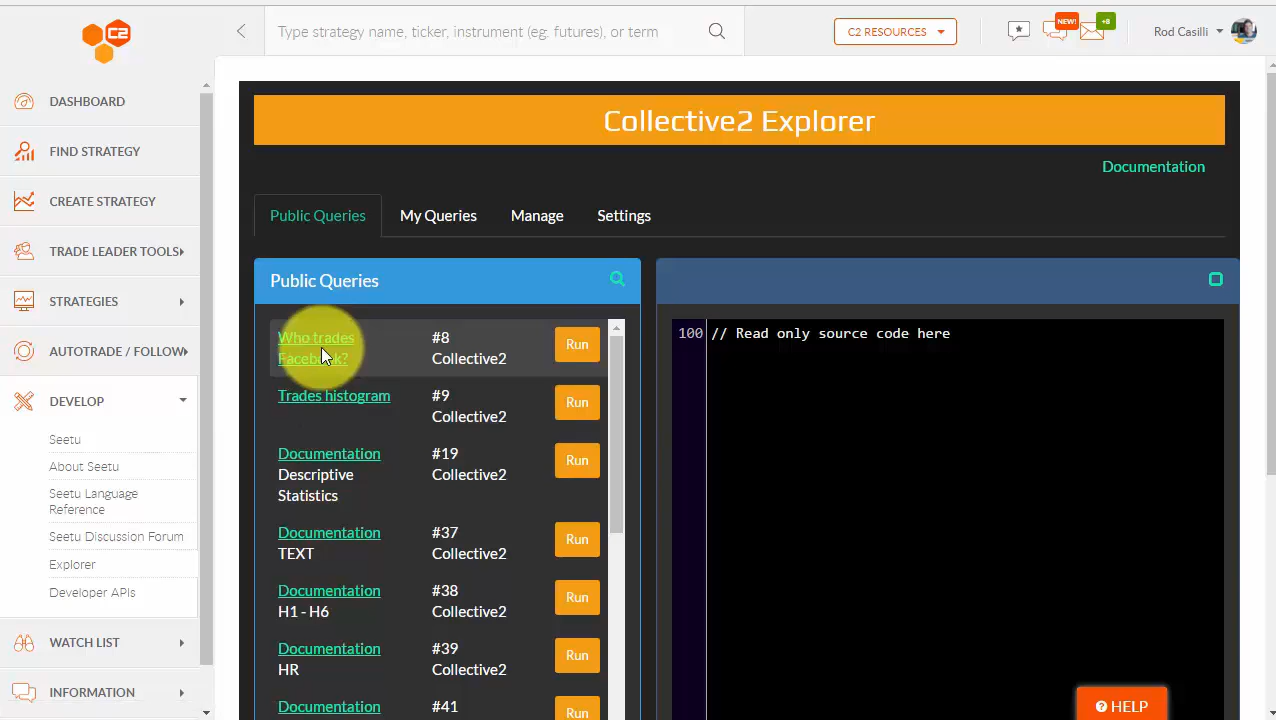 C2
Type strategy name, ticker, instrument (eg. futures), or term
C2 RESOURCES
NEW!
+8
Rod Casilli
DASHBOARD
FIND STRATEGY
CREATE STRATEGY
TRADE LEADER TOOLS
STRATEGIES
AUTOTRADE / FOLLOW
DEVELOP
Seetu
About Seetu
Seetu Language
Reference
Seetu Discussion Forum
Explorer
Developer APIs
WATCH LIST
INFORMATION
Collective2 Explorer
Documentation
Public Queries
My Queries
Manage
Settings
Public Queries
Who trades
Facebook?
#8
Collective2
Run
Trades histogram
#9
Collective2
Run
Documentation
Descriptive
Statistics
#19
Collective2
Run
Documentation
TEXT
#37
Collective2
Run
Documentation
H1 - H6
#38
Collective2
Run
Documentation
HR
#39
Collective2
Run
Documentation
#41
Run
100 // Read only source code here
HELP